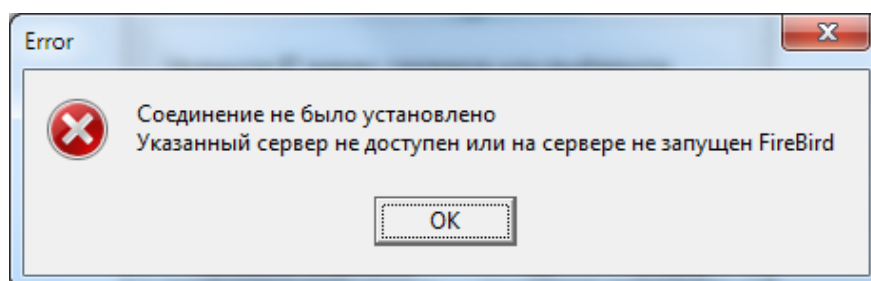 Error
Соединение не было установлено
Указанный сервер не доступен или на сервере не запущен FireBird
OK